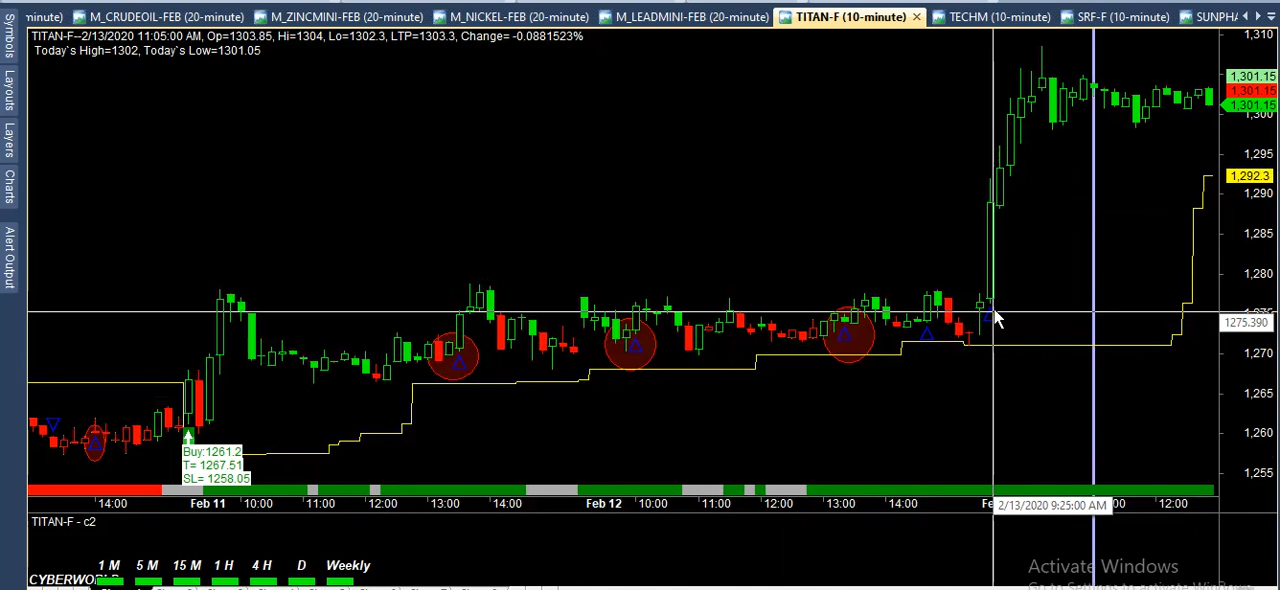 minute) M_CRUDEOIL-FEB (20-minute) M_ZINCMINI-FEB (20-minute) M_NICKEL-FEB (20-minute) M_LEADMINI-FEB (20-minute) TITAN-F (10-minute) × TECHM (10-minute) SRF-F (10-minute) SUNPHA
Symbols
Layouts
Layers
Charts
Alert Output
TITAN-F--2/13/2020 11:05:00 AM, Op=1303.85, Hi=1304, Lo=1302.3, LTP=1303.3, Change= -0.0881523%
Today`s High=1302, Today`s Low=1301.05
1,310
1,301.15
1,301.15
1,301.15
1,300
1,295
1,292.3
1,290
1,285
1,280
1275.390
1,270
1,265
1,260
1,255
Buy:1261.2
T= 1267.51
SL= 1258.05
14:00 Feb 11 10:00 11:00 12:00 13:00 14:00 Feb 12 10:00 11:00 12:00 13:00 14:00 2/13/2020 9:25:00 AM 12:00
TITAN-F - c2
1 M 5 M 15 M 1 H 4 H D Weekly
Activate Windows
Go to Settings to activate Windows